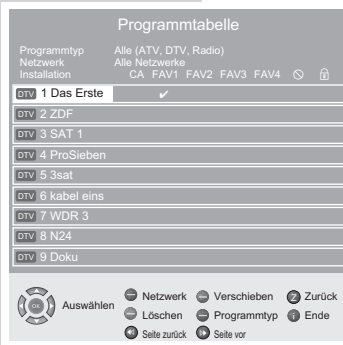 Programmtabelle
Programmtyp Alle (ATV, DTV, Radio)
Netzwerk Alle Netzwerke
Installation CA FAV1 FAV2 FAV3 FAV4
DTV 1 Das Erste ✔
DTV 2 ZDF
DTV 3 SAT 1
DTV 4 ProSieben
DTV 5 3sat
DTV 6 kabel eins
DTV 7 WDR 3
DTV 8 N24
DTV 9 Doku
OK Auswählen
Netzwerk Verschieben Z Zurück
Löschen Programmtyp i Ende
Seite zurück Seite vor